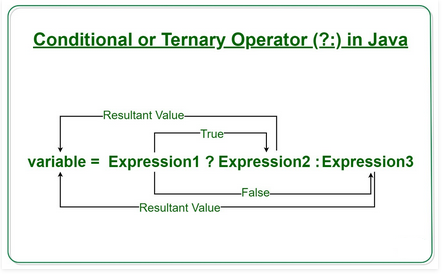 Conditional or Ternary Operator (?:) in Java
Resultant Value
True
variable = Expression1 ? Expression2 : Expression3
False
Resultant Value